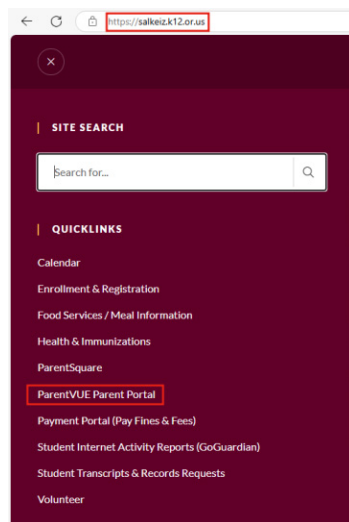 https://salkeiz.k12.or.us
SITE SEARCH
Search for...
QUICKLINKS
Calendar
Enrollment & Registration
Food Services / Meal Information
Health & Immunizations
ParentSquare
ParentVUE Parent Portal
Payment Portal (Pay Fines & Fees)
Student Internet Activity Reports (GoGuardian)
Student Transcripts & Records Requests
Volunteer